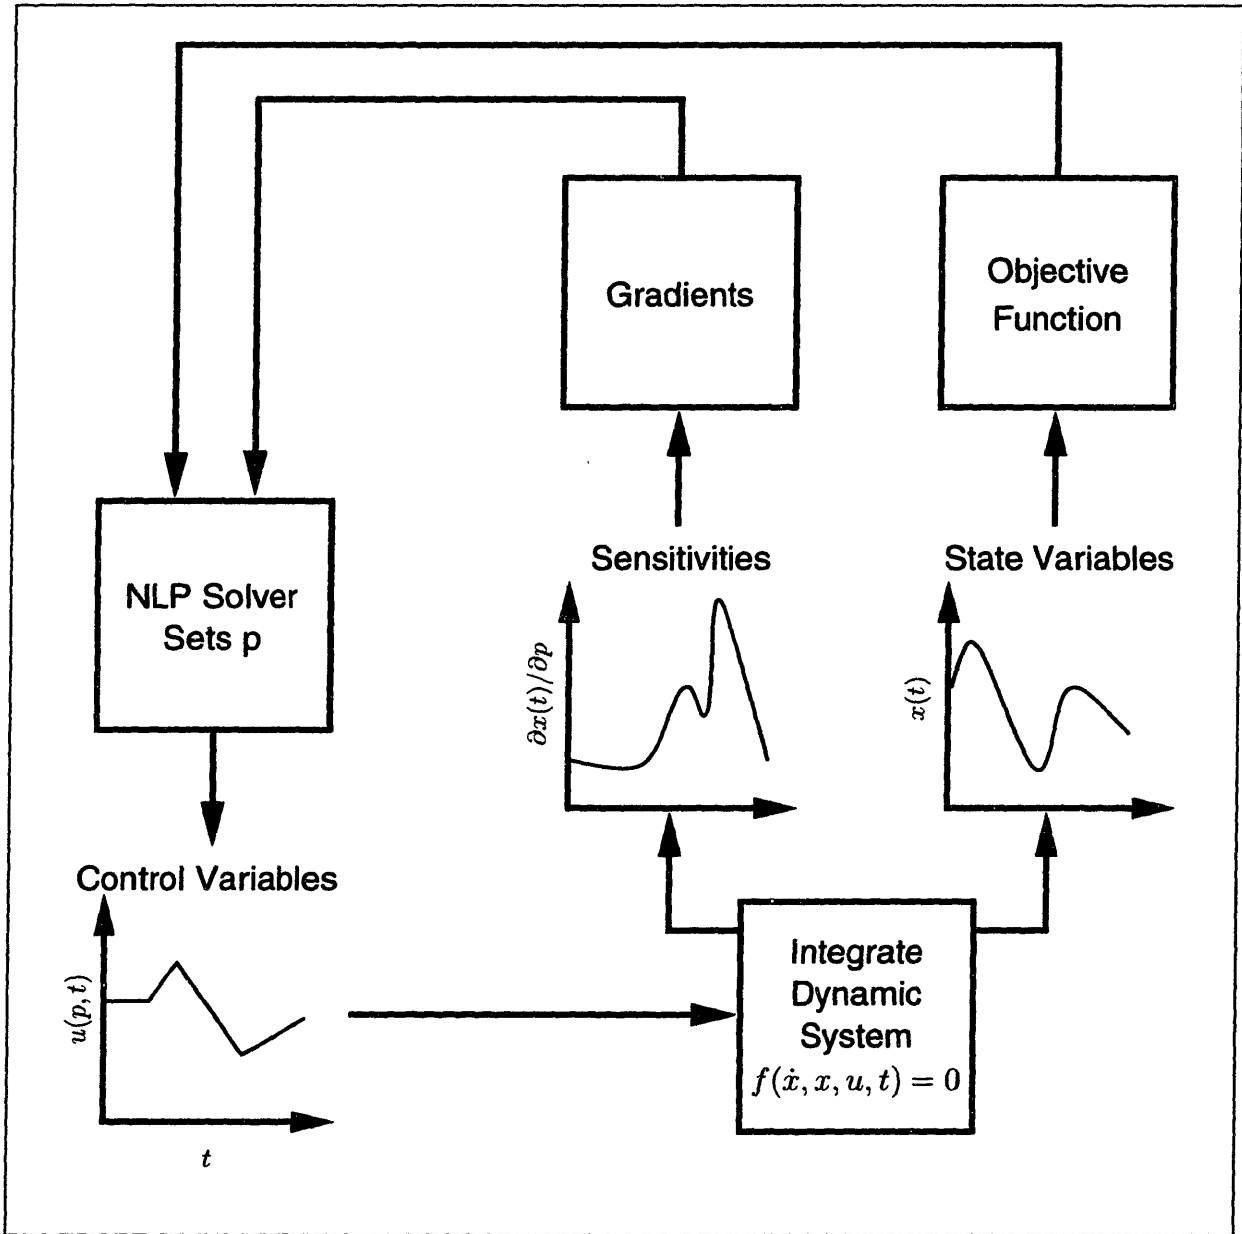 Gradients
Objective
Function
NLP Solver
Sets p
Sensitivities
∂x(t)/∂p
State Variables
x(t)
Control Variables
u(p, t)
t
Integrate
Dynamic
System
f(ẋ, x, u, t) = 0